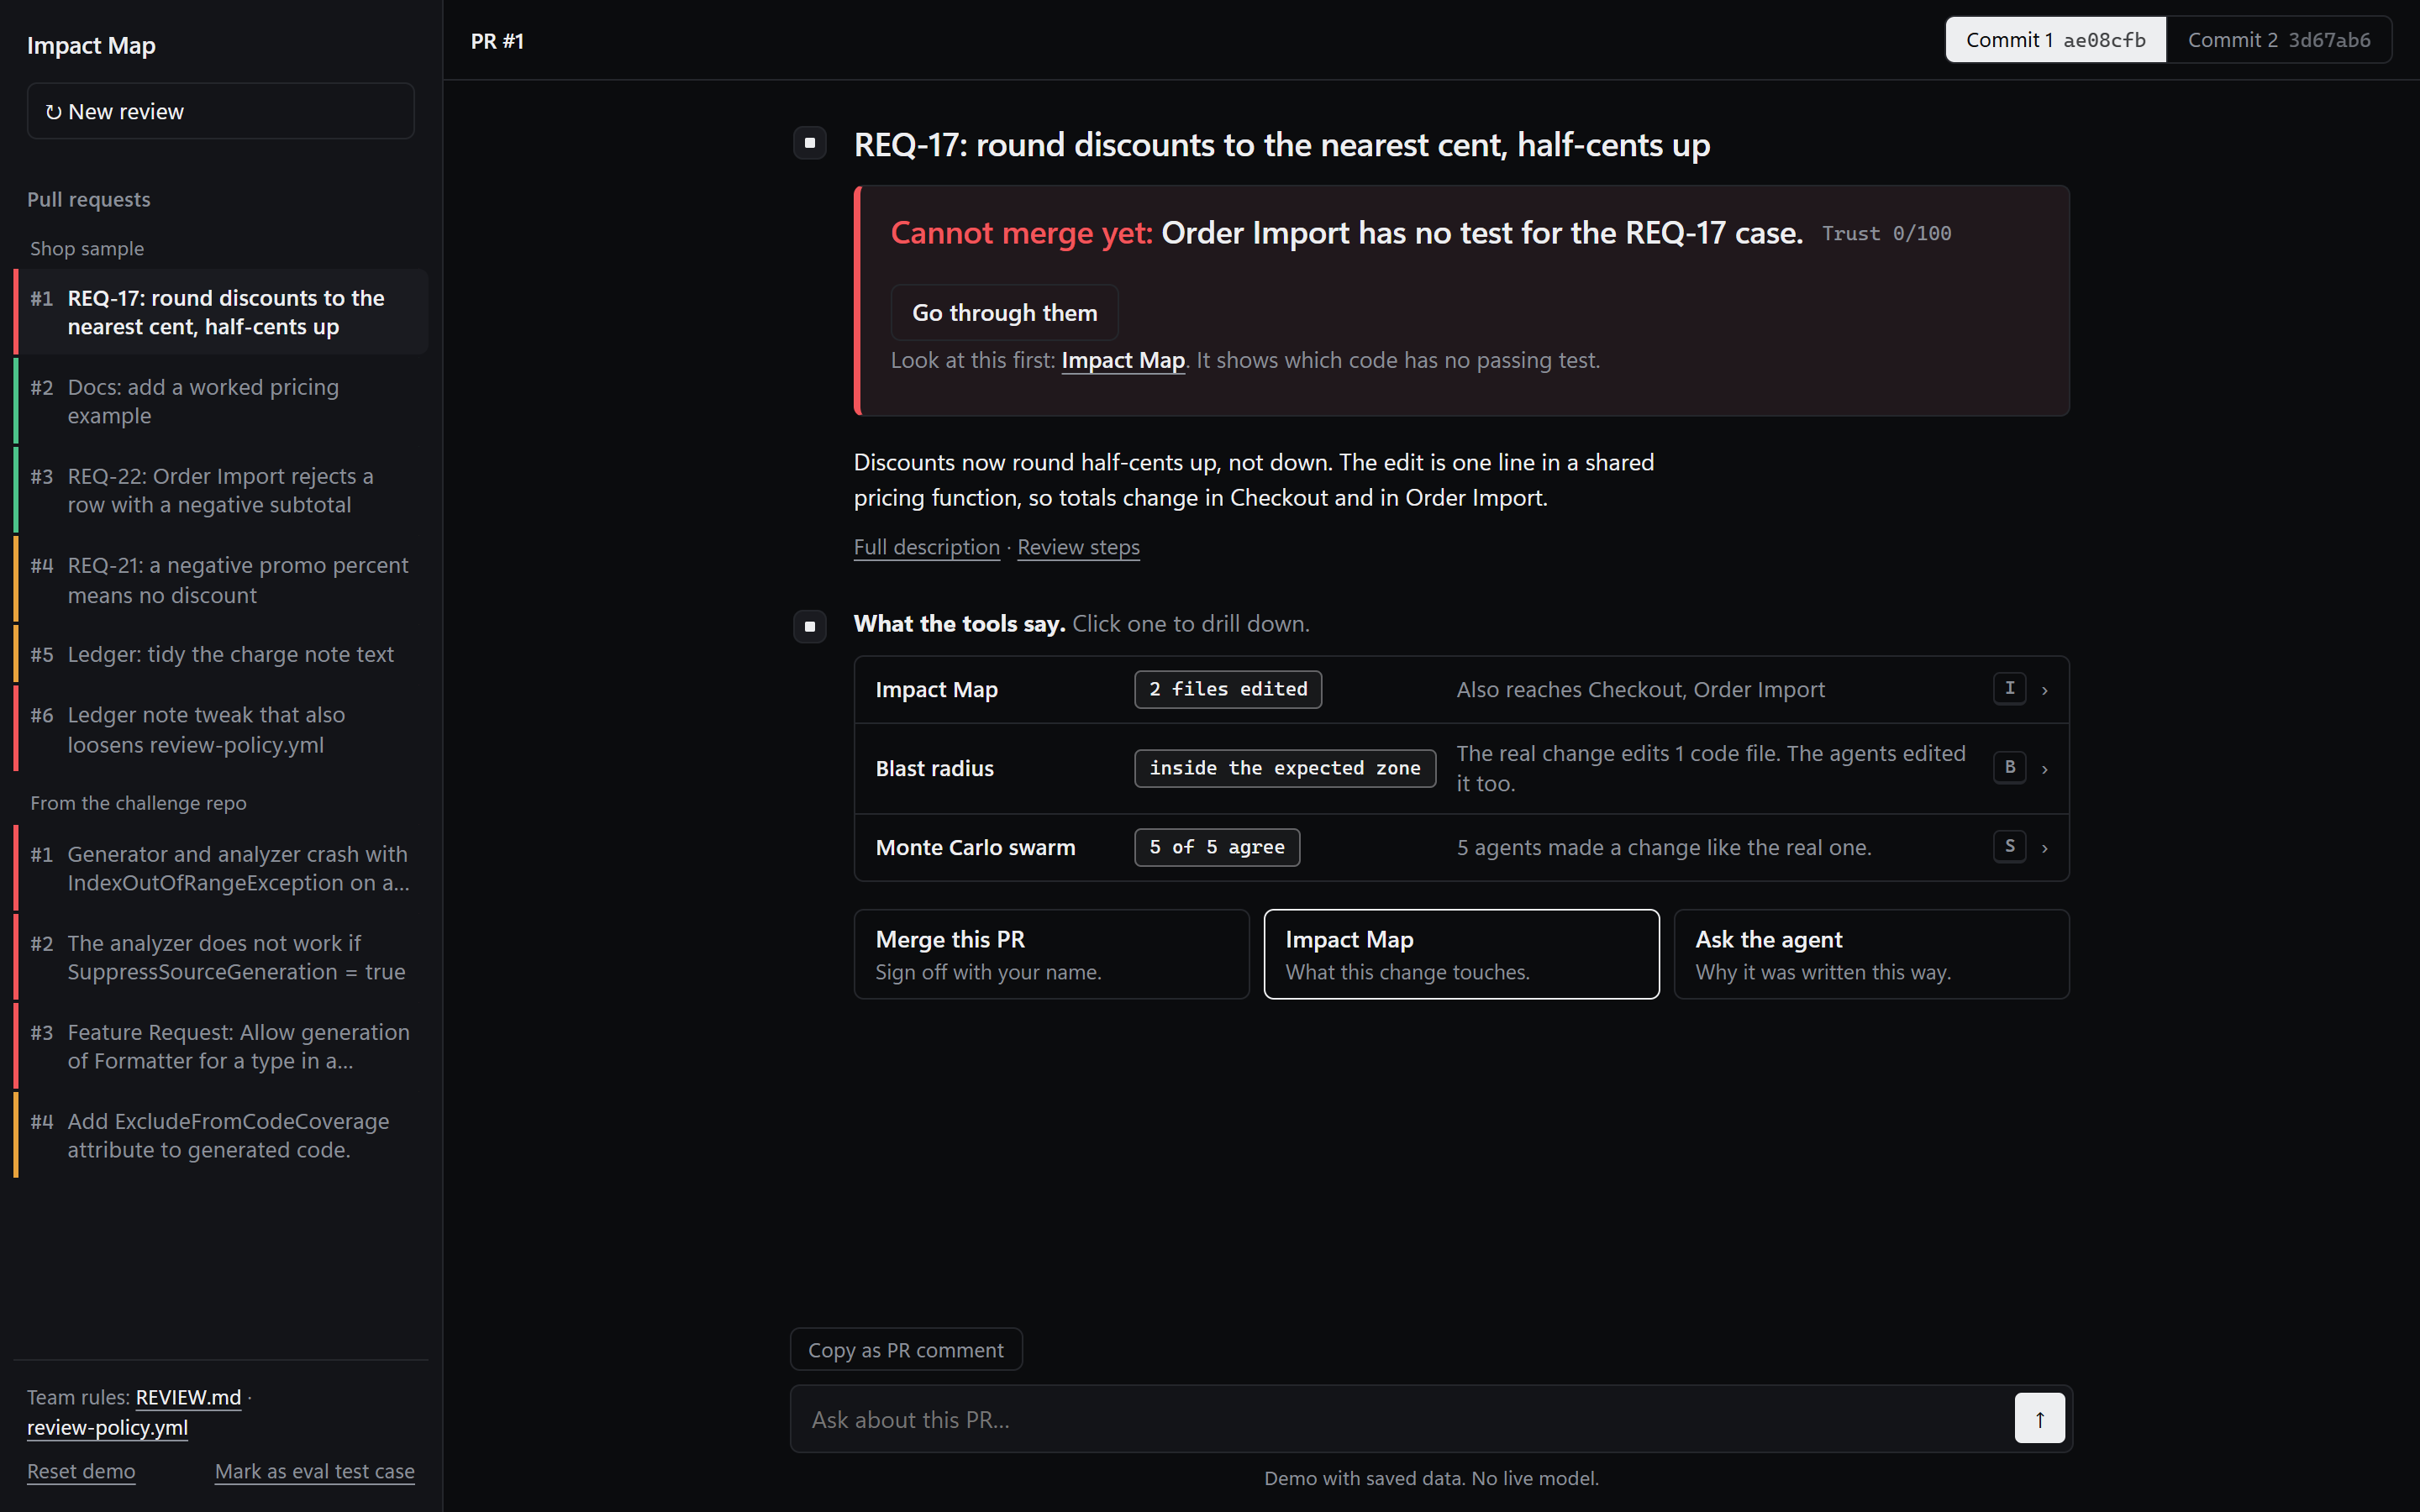 Impact Map
↻ New review
Pull requests
Shop sample
#1 REQ-17: round discounts to the
nearest cent, half-cents up
#2 Docs: add a worked pricing
example
#3 REQ-22: Order Import rejects a
row with a negative subtotal
#4 REQ-21: a negative promo percent
means no discount
#5 Ledger: tidy the charge note text
#6 Ledger note tweak that also
loosens review-policy.yml
From the challenge repo
#1 Generator and analyzer crash with
IndexOutOfRangeException on a...
#2 The analyzer does not work if
SuppressSourceGeneration = true
#3 Feature Request: Allow generation
of Formatter for a type in a...
#4 Add ExcludeFromCodeCoverage
attribute to generated code.
Team rules: REVIEW.md ·
review-policy.yml
Reset demo Mark as eval test case
PR #1
Commit 1 ae08cfb Commit 2 3d67ab6
REQ-17: round discounts to the nearest cent, half-cents up
Cannot merge yet: Order Import has no test for the REQ-17 case. Trust 0/100
Go through them
Look at this first: Impact Map. It shows which code has no passing test.
Discounts now round half-cents up, not down. The edit is one line in a shared
pricing function, so totals change in Checkout and in Order Import.
Full description · Review steps
What the tools say. Click one to drill down.
Impact Map 2 files edited Also reaches Checkout, Order Import I ›
Blast radius inside the expected zone The real change edits 1 code file. The agents edited
it too. B ›
Monte Carlo swarm 5 of 5 agree 5 agents made a change like the real one. S ›
Merge this PR
Sign off with your name.
Impact Map
What this change touches.
Ask the agent
Why it was written this way.
Copy as PR comment
Ask about this PR...
↑
Demo with saved data. No live model.